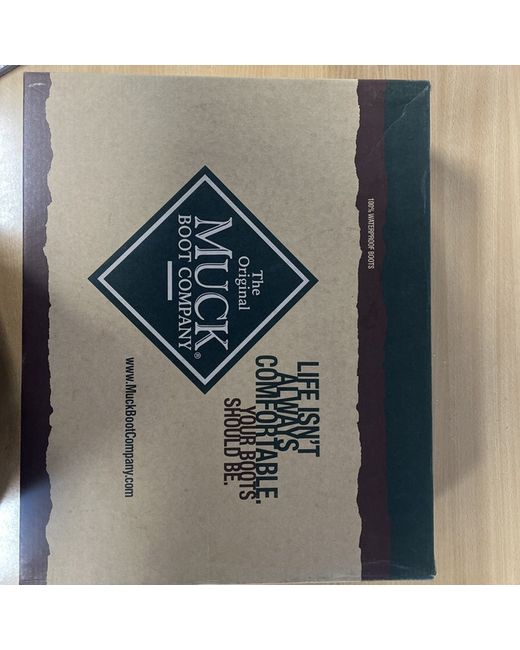 100% WATERPROOF BOOTS
The
Original
MUCK®
BOOT COMPANY
LIFE ISN'T
ALWAYS
COMFORTABLE.
YOUR BOOTS
SHOULD BE.
www.MuckBootCompany.com